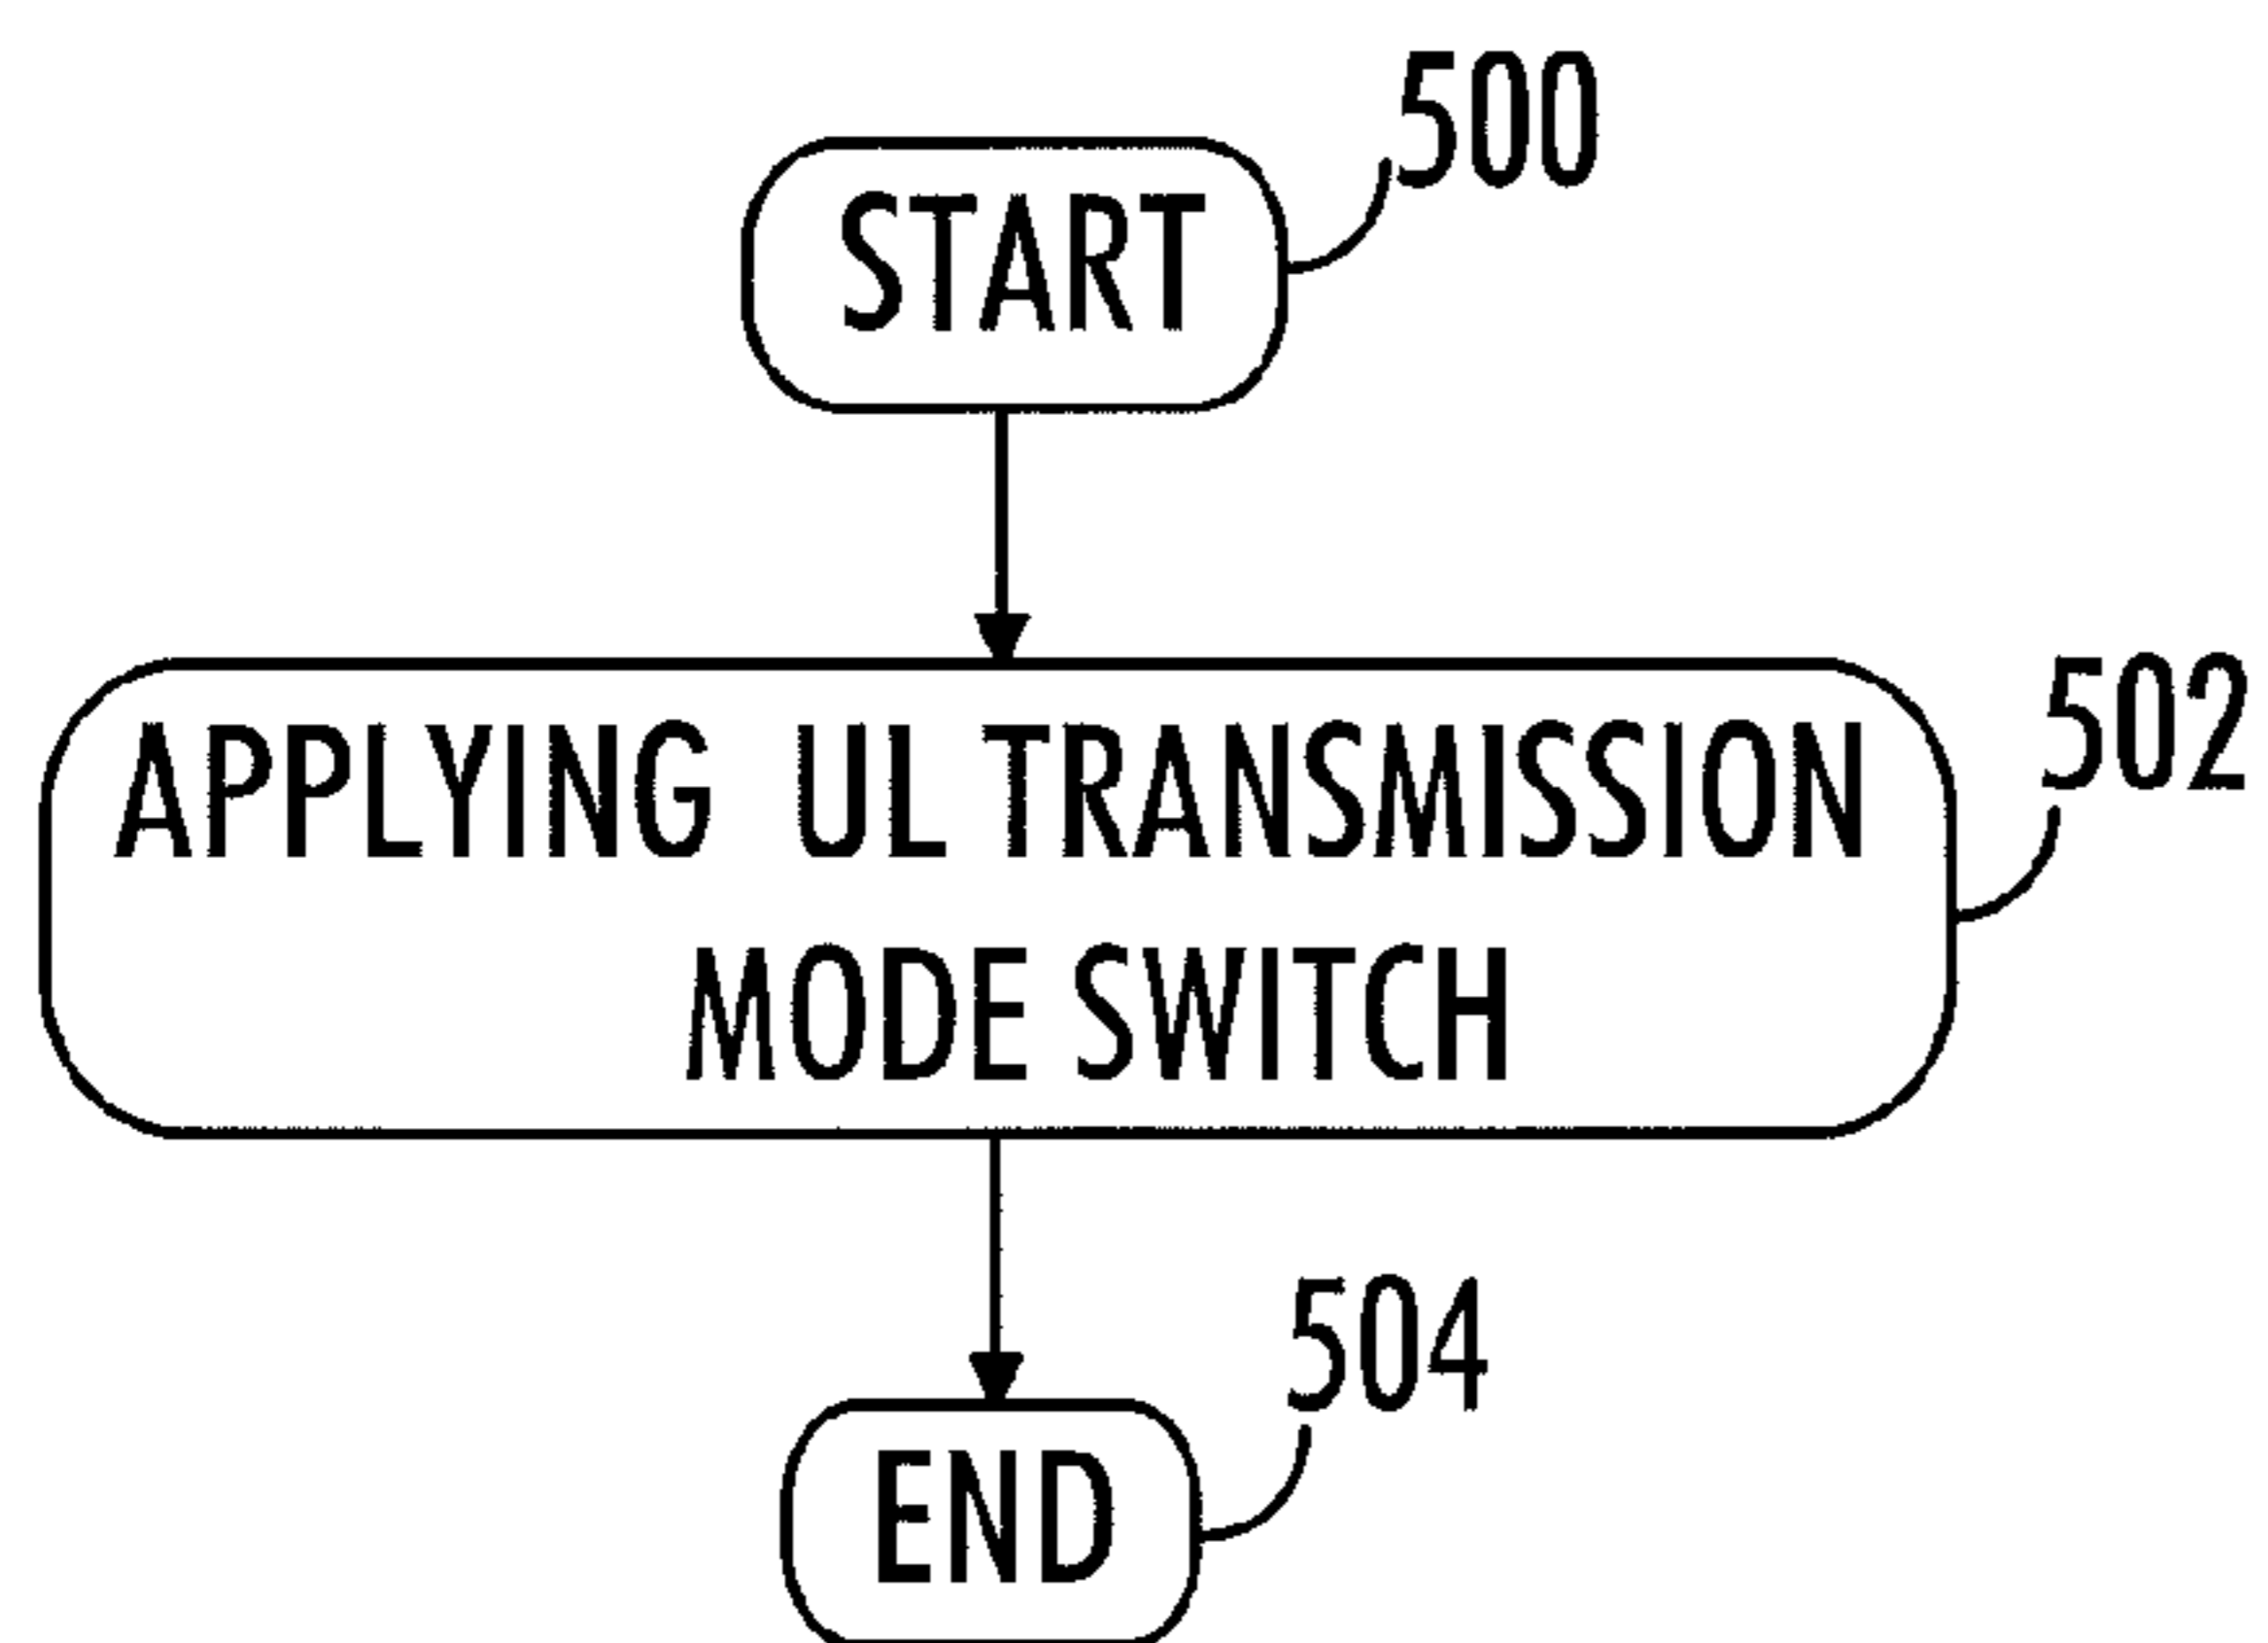 500
START
502
APPLYING UL TRANSMISSION
MODE SWITCH
504
END